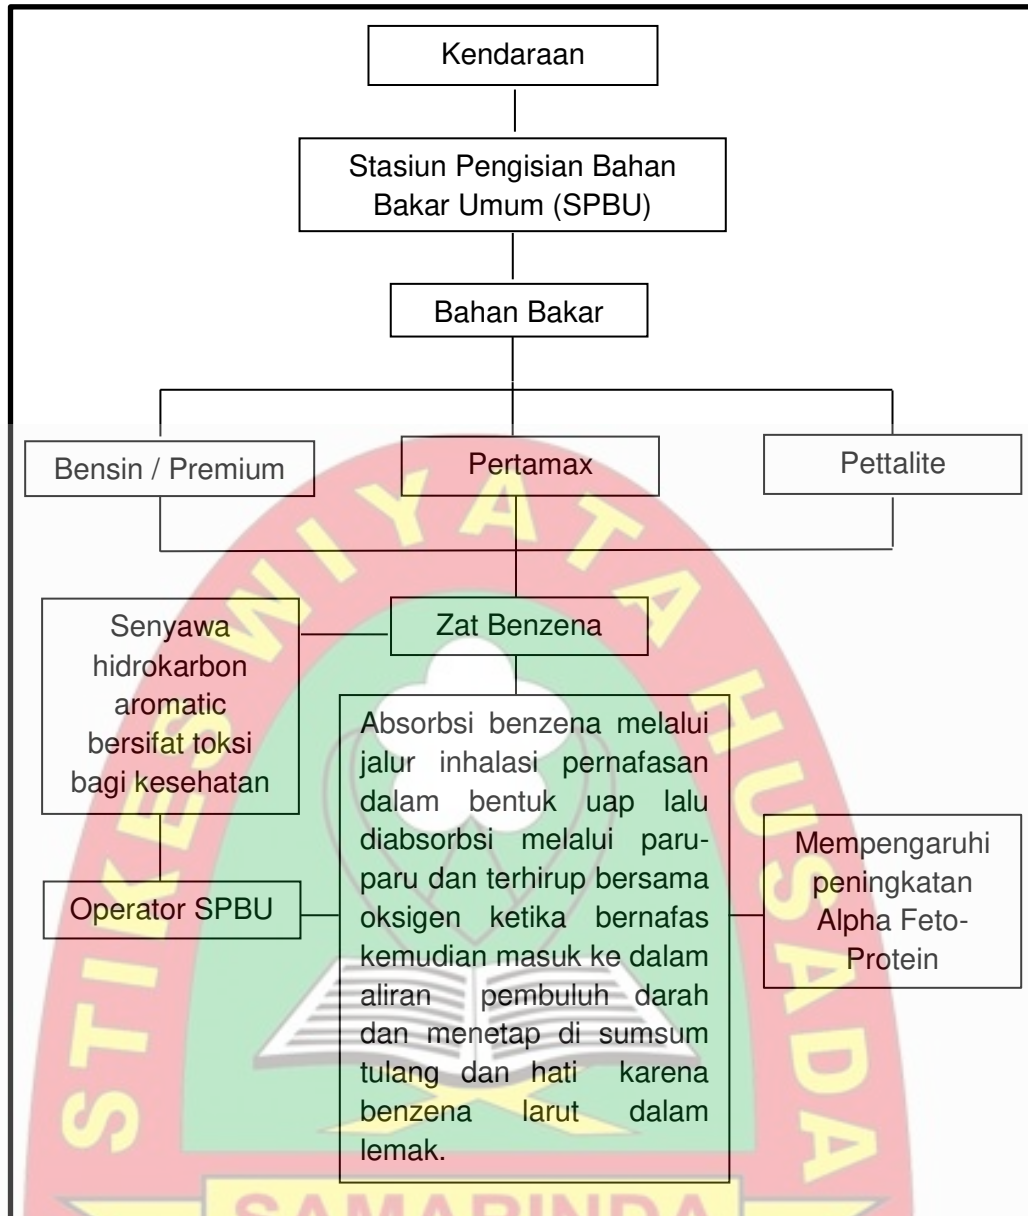 Kendaraan
Stasiun Pengisian Bahan
Bakar Umum (SPBU)
Bahan Bakar
Bensin / Premium
Pertamax
Pettalite
Senyawa
hidrokarbon
aromatic
bersifat toksi
bagi kesehatan
Zat Benzena
Absorbsi benzena melalui
jalur inhalasi pernafasan
dalam bentuk uap lalu
diabsorbsi melalui paru-
paru dan terhirup bersama
oksigen ketika bernafas
kemudian masuk ke dalam
aliran pembuluh darah
dan menetap di sumsum
tulang dan hati karena
benzena larut dalam
lemak.
Operator SPBU
Mempengaruhi
peningkatan
Alpha Feto-
Protein
STIKES WIYATA HUSADA
SAMARINDA